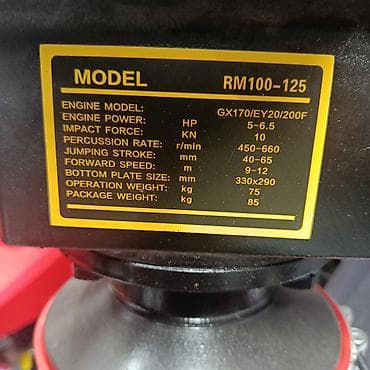 MODEL RM100-125
ENGINE MODEL: GX170/EY20/200F
ENGINE POWER: HP 5-6.5
IMPACT FORCE: KN 10
PERCUSSION RATE: r/min 450-660
JUMPING STROKE: mm 40-65
FORWARD SPEED: m 9-12
BOTTOM PLATE SIZE: mm 330x290
OPERATION WEIGHT: kg 75
PACKAGE WEIGHT: kg 85